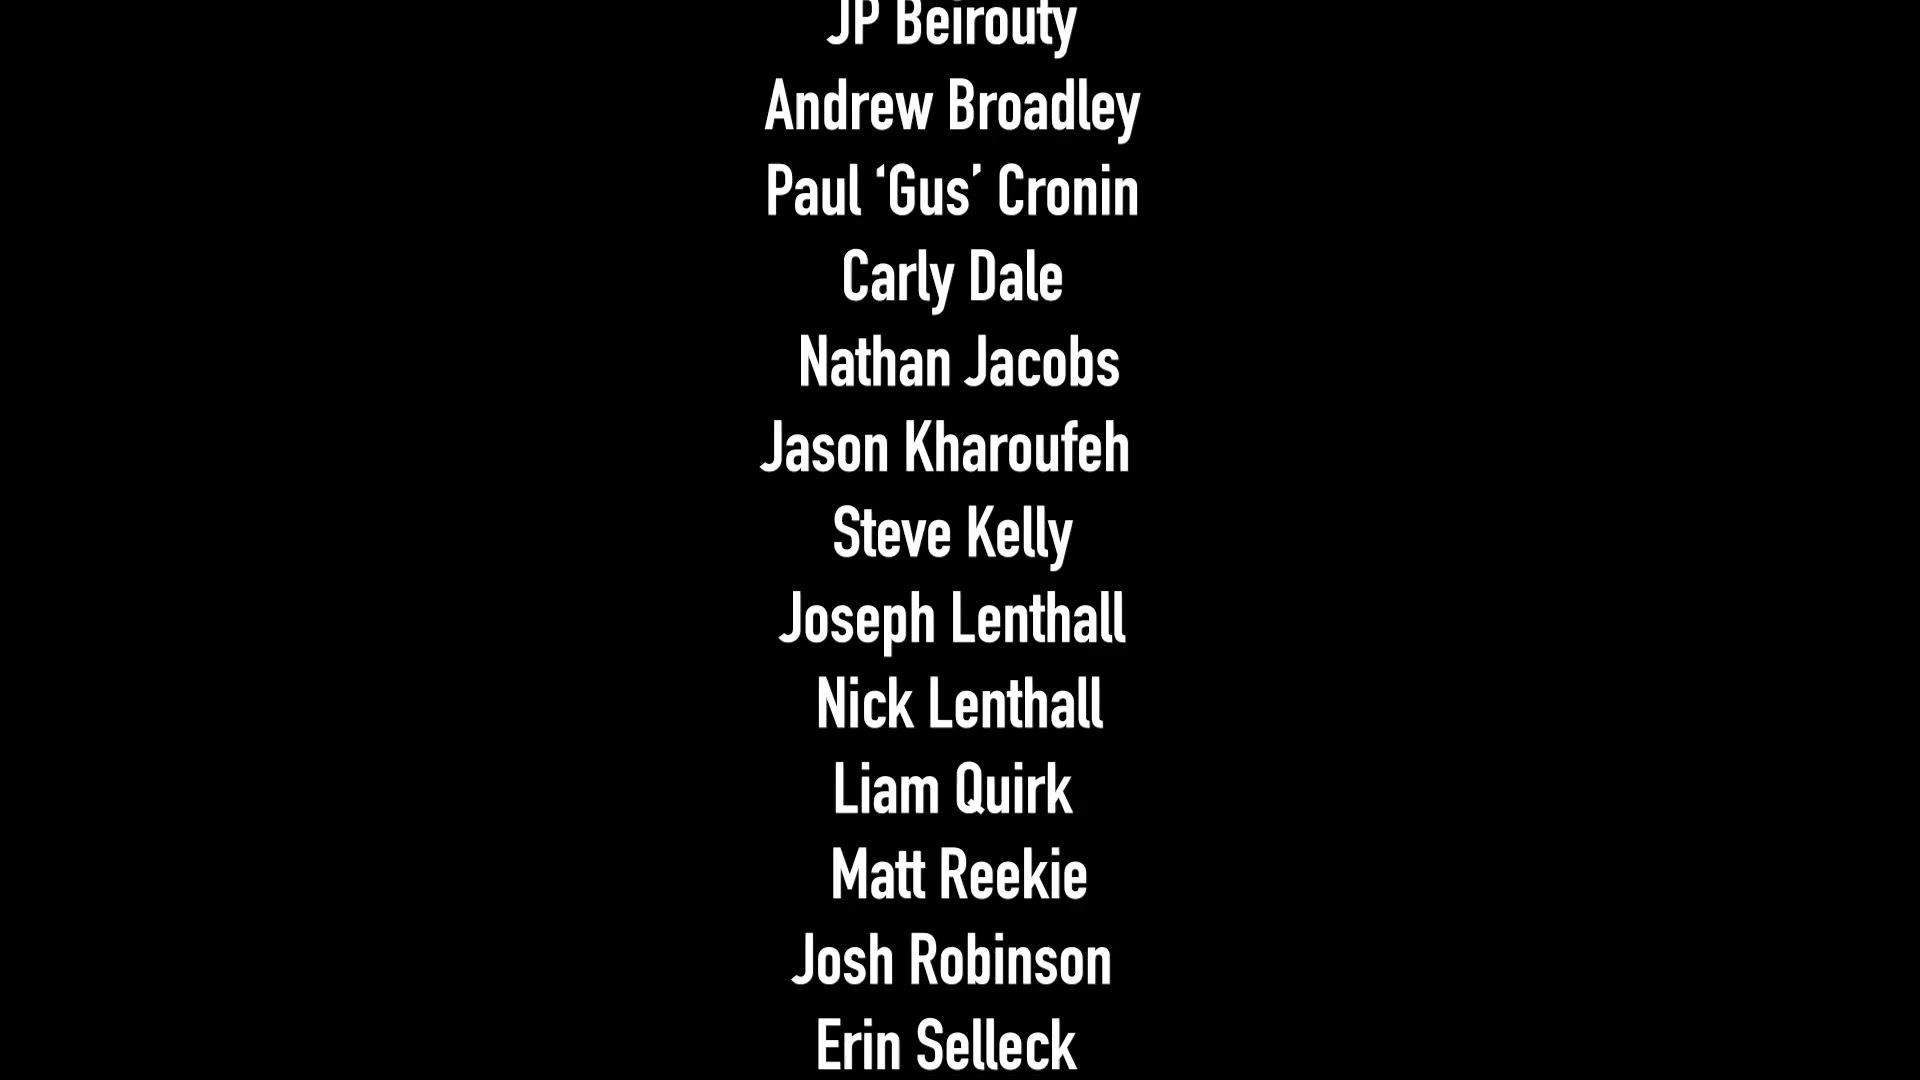 JP Beirouty
Andrew Broadley
Paul ‘Gus’ Cronin
Carly Dale
Nathan Jacobs
Jason Kharoufeh
Steve Kelly
Joseph Lenthall
Nick Lenthall
Liam Quirk
Matt Reekie
Josh Robinson
Erin Selleck